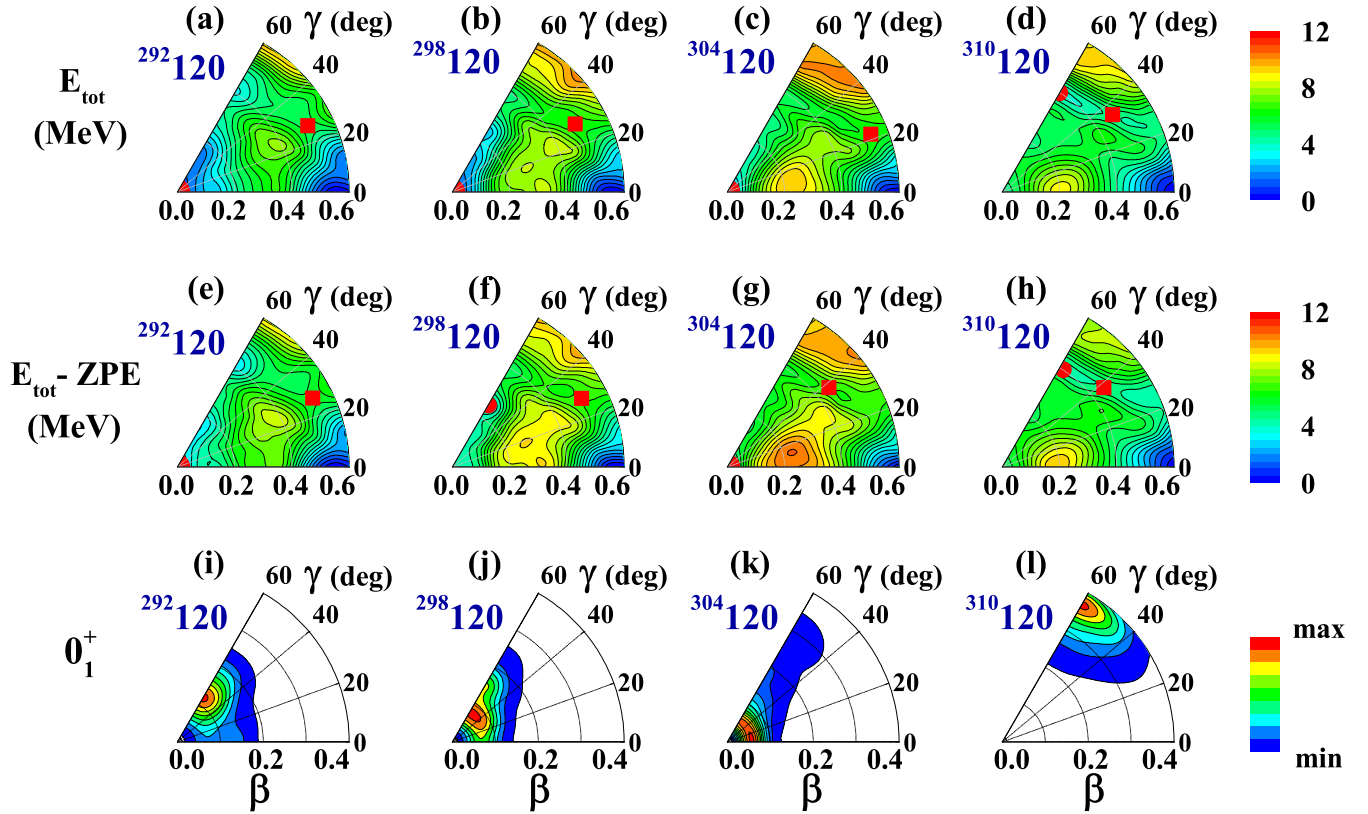 (a) 60 γ (deg) (b) 60 γ (deg) (c) 60 γ (deg) (d) 60 γ (deg)
²⁹²120 40 ²⁹⁸120 40 ³⁰⁴120 40 ³¹⁰120 40 12
E_tot 8
(MeV) 20 20 20 20 4
0 0 0 0 0
0.0 0.2 0.4 0.6 0.0 0.2 0.4 0.6 0.0 0.2 0.4 0.6 0.0 0.2 0.4 0.6
(e) 60 γ (deg) (f) 60 γ (deg) (g) 60 γ (deg) (h) 60 γ (deg)
²⁹²120 40 ²⁹⁸120 40 ³⁰⁴120 40 ³¹⁰120 40 12
E_tot- ZPE 8
(MeV) 20 20 20 20 4
0 0 0 0 0
0.0 0.2 0.4 0.6 0.0 0.2 0.4 0.6 0.0 0.2 0.4 0.6 0.0 0.2 0.4 0.6
(i) 60 γ (deg) (j) 60 γ (deg) (k) 60 γ (deg) (l) 60 γ (deg)
²⁹²120 40 ²⁹⁸120 40 ³⁰⁴120 40 ³¹⁰120 40 max
0₁⁺ 20 20 20 20
0 0 0 0 min
0.0 0.2 0.4 0.0 0.2 0.4 0.0 0.2 0.4 0.0 0.2 0.4
β β β β